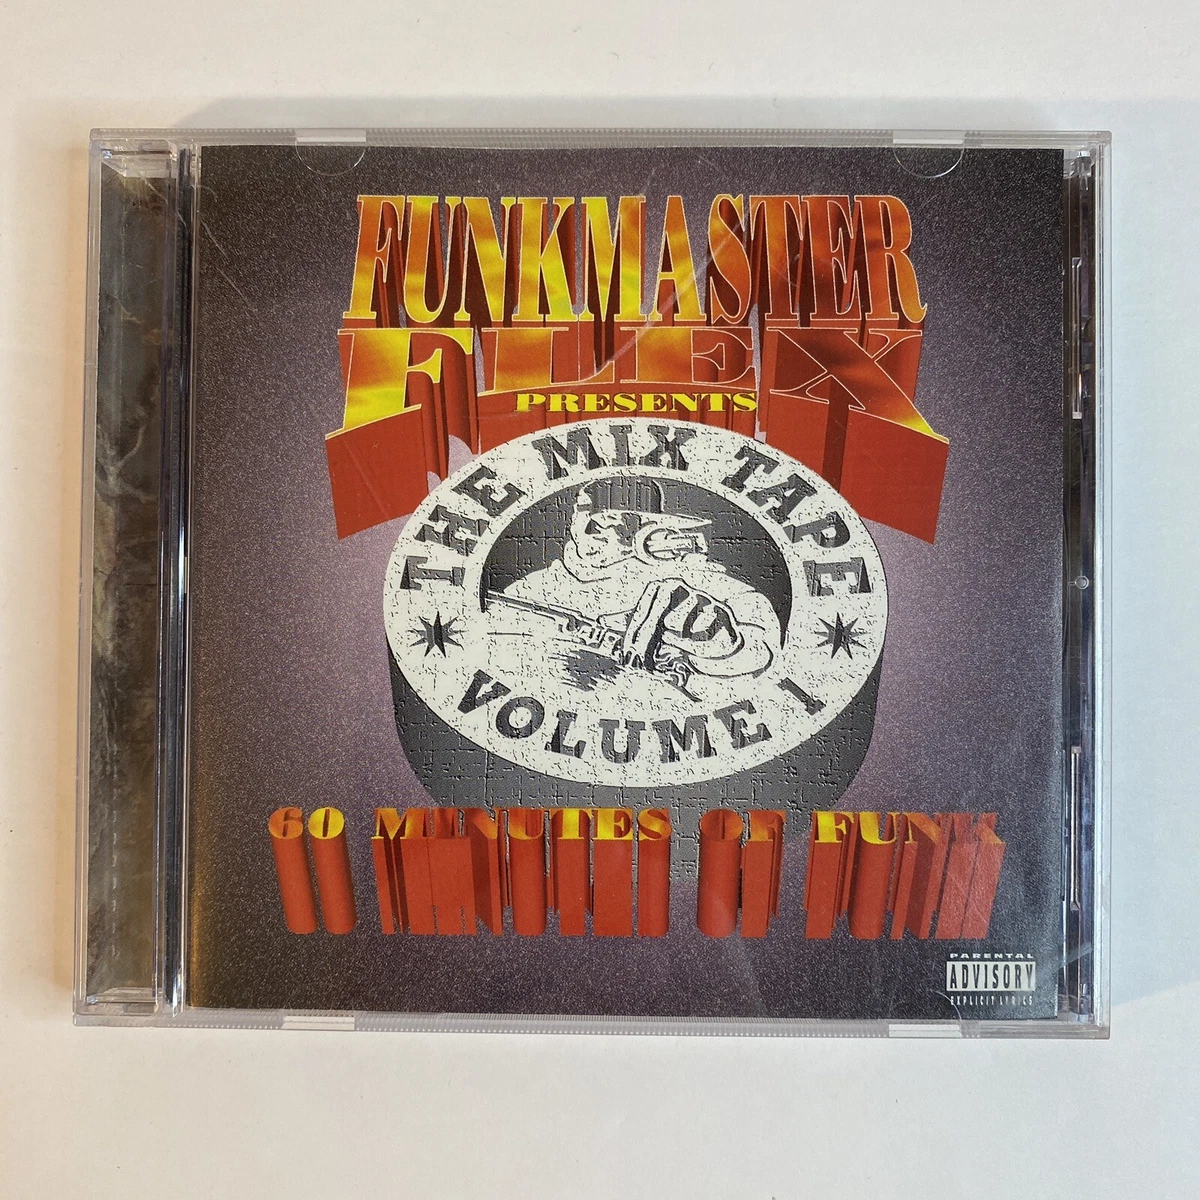 FUNKMASTER
FLEX
PRESENTS
THE MIX TAPE
VOLUME 1
60 MINUTES OF FUNK
PARENTAL
ADVISORY
EXPLICIT LYRICS